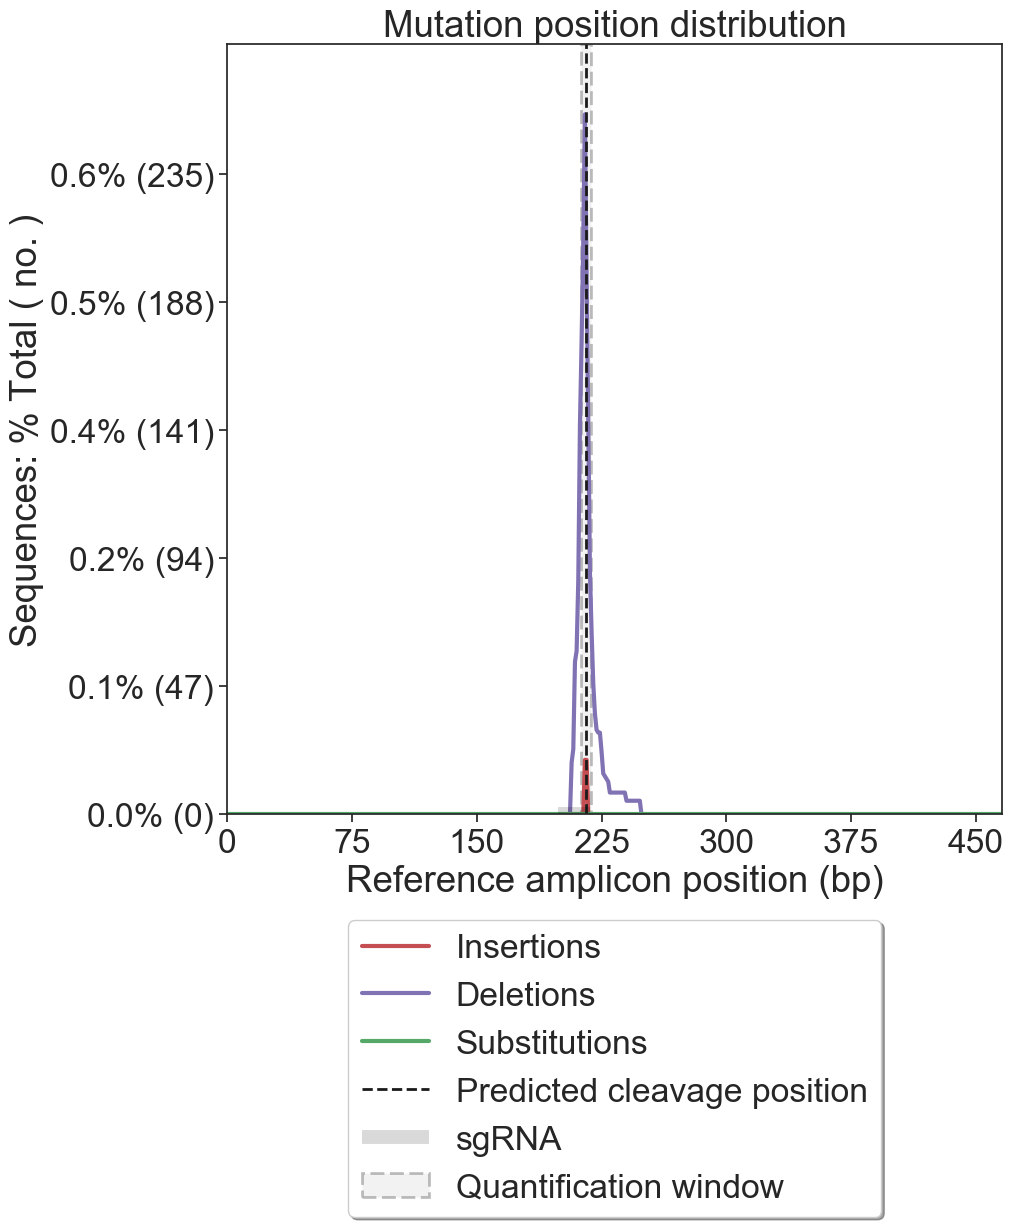 Mutation position distribution
Sequences: % Total ( no. )
0.6% (235)
0.5% (188)
0.4% (141)
0.2% (94)
0.1% (47)
0.0% (0)
0 75 150 225 300 375 450
Reference amplicon position (bp)
Insertions
Deletions
Substitutions
Predicted cleavage position
sgRNA
Quantification window